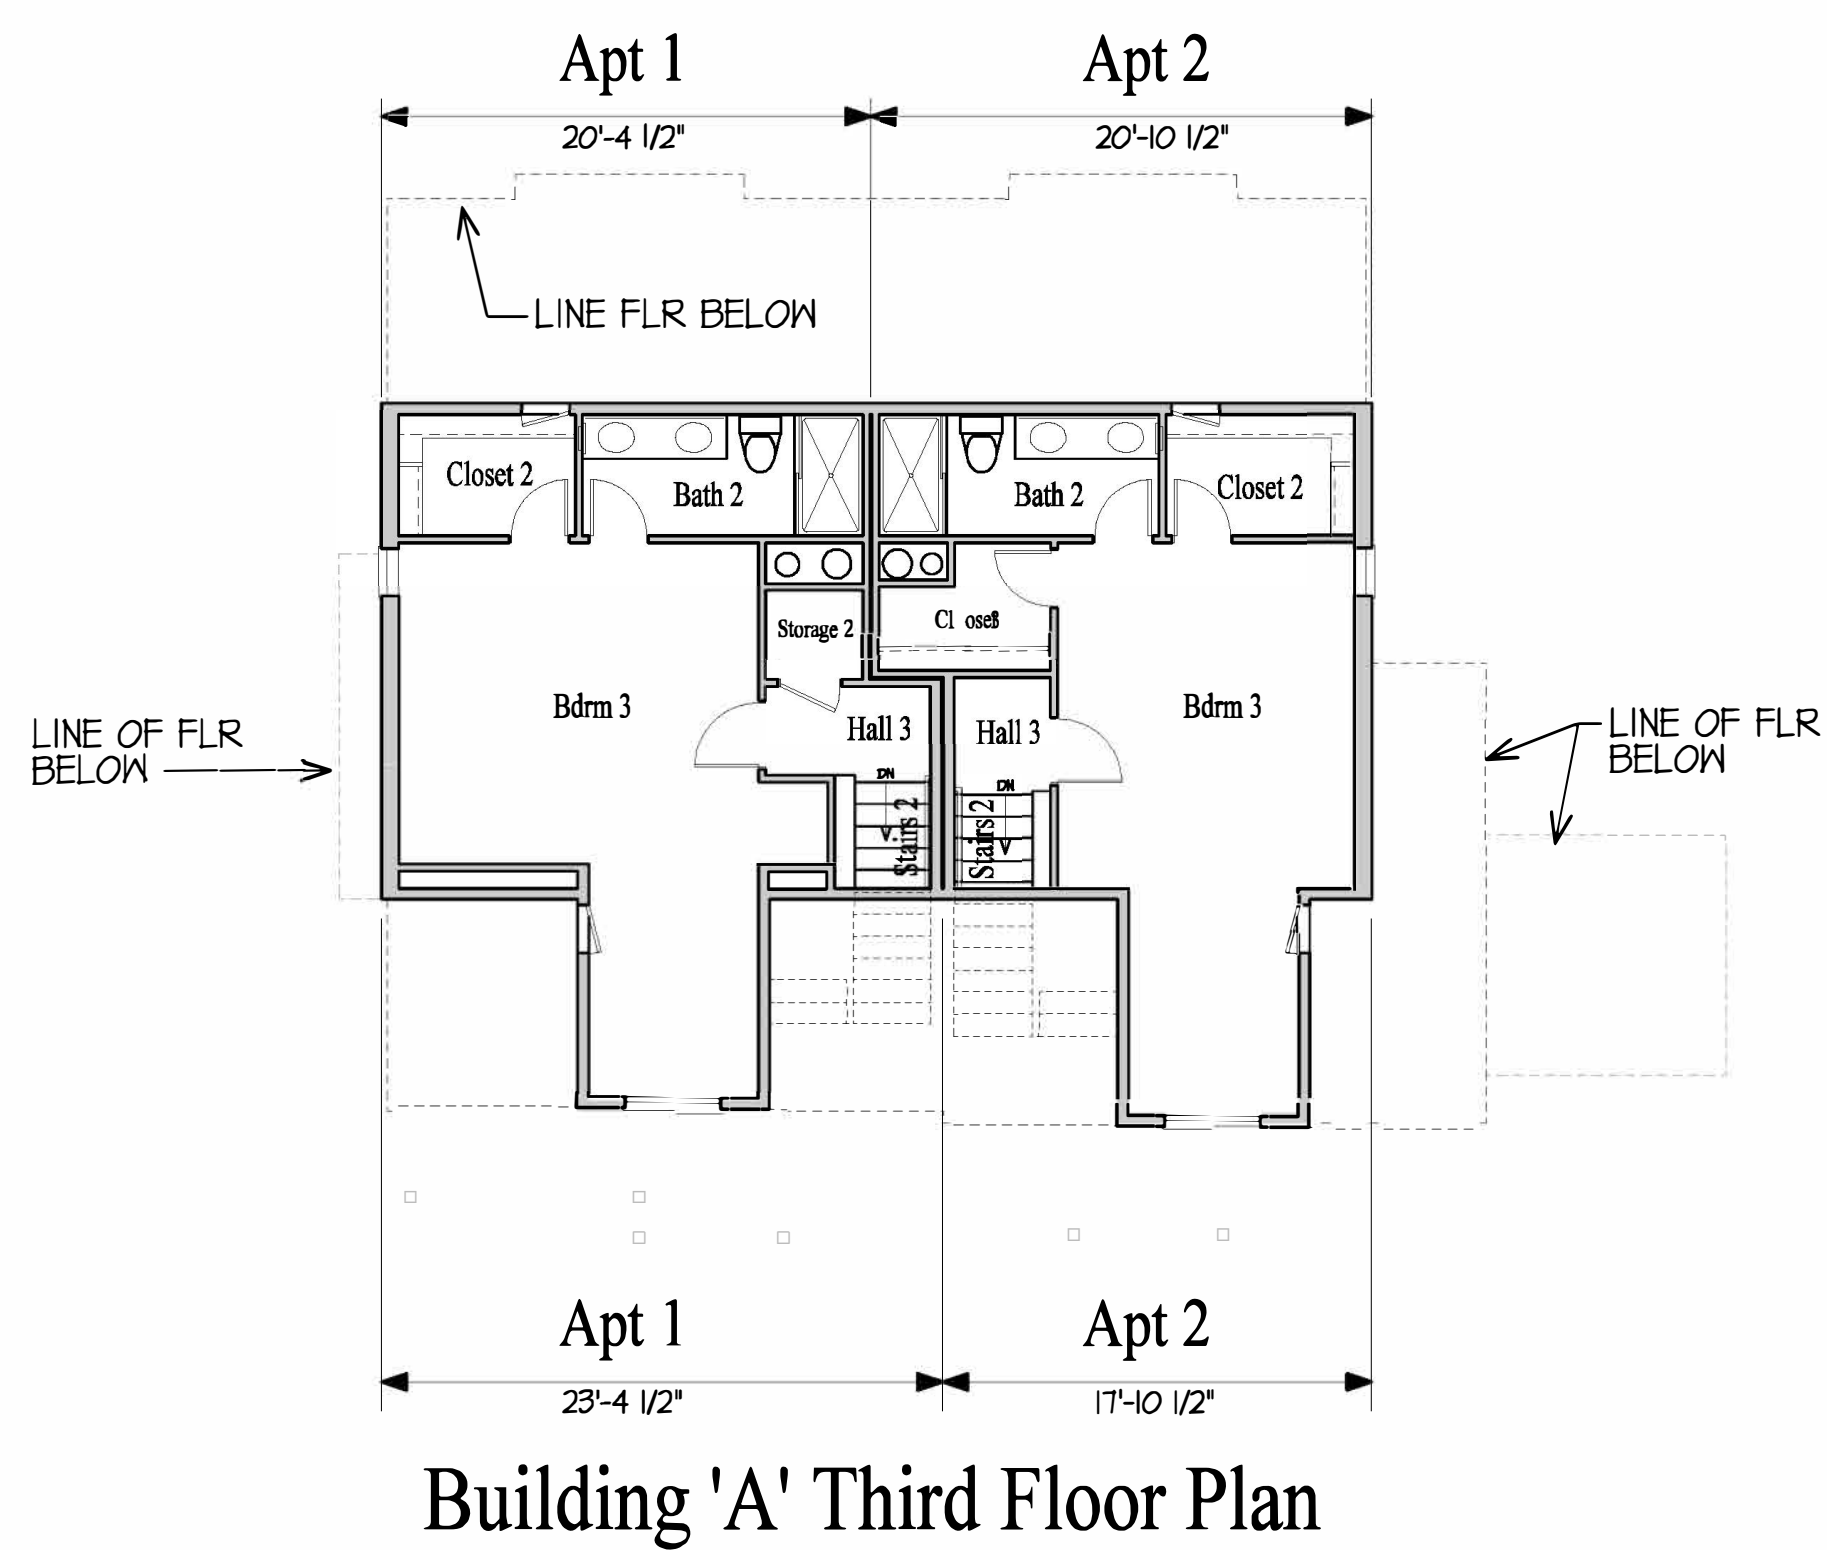 Apt 1
Apt 2
20'-4 1/2"
20'-10 1/2"
LINE FLR BELOW
Closet 2
Bath 2
Bath 2
Closet 2
Storage 2
Bdrm 3
Hall 3
Hall 3
Bdrm 3
LINE OF FLR
BELOW
LINE OF FLR
BELOW
DN
DN
Stairs 2
Stairs 2
Apt 1
Apt 2
23'-4 1/2"
17'-10 1/2"
Building 'A' Third Floor Plan